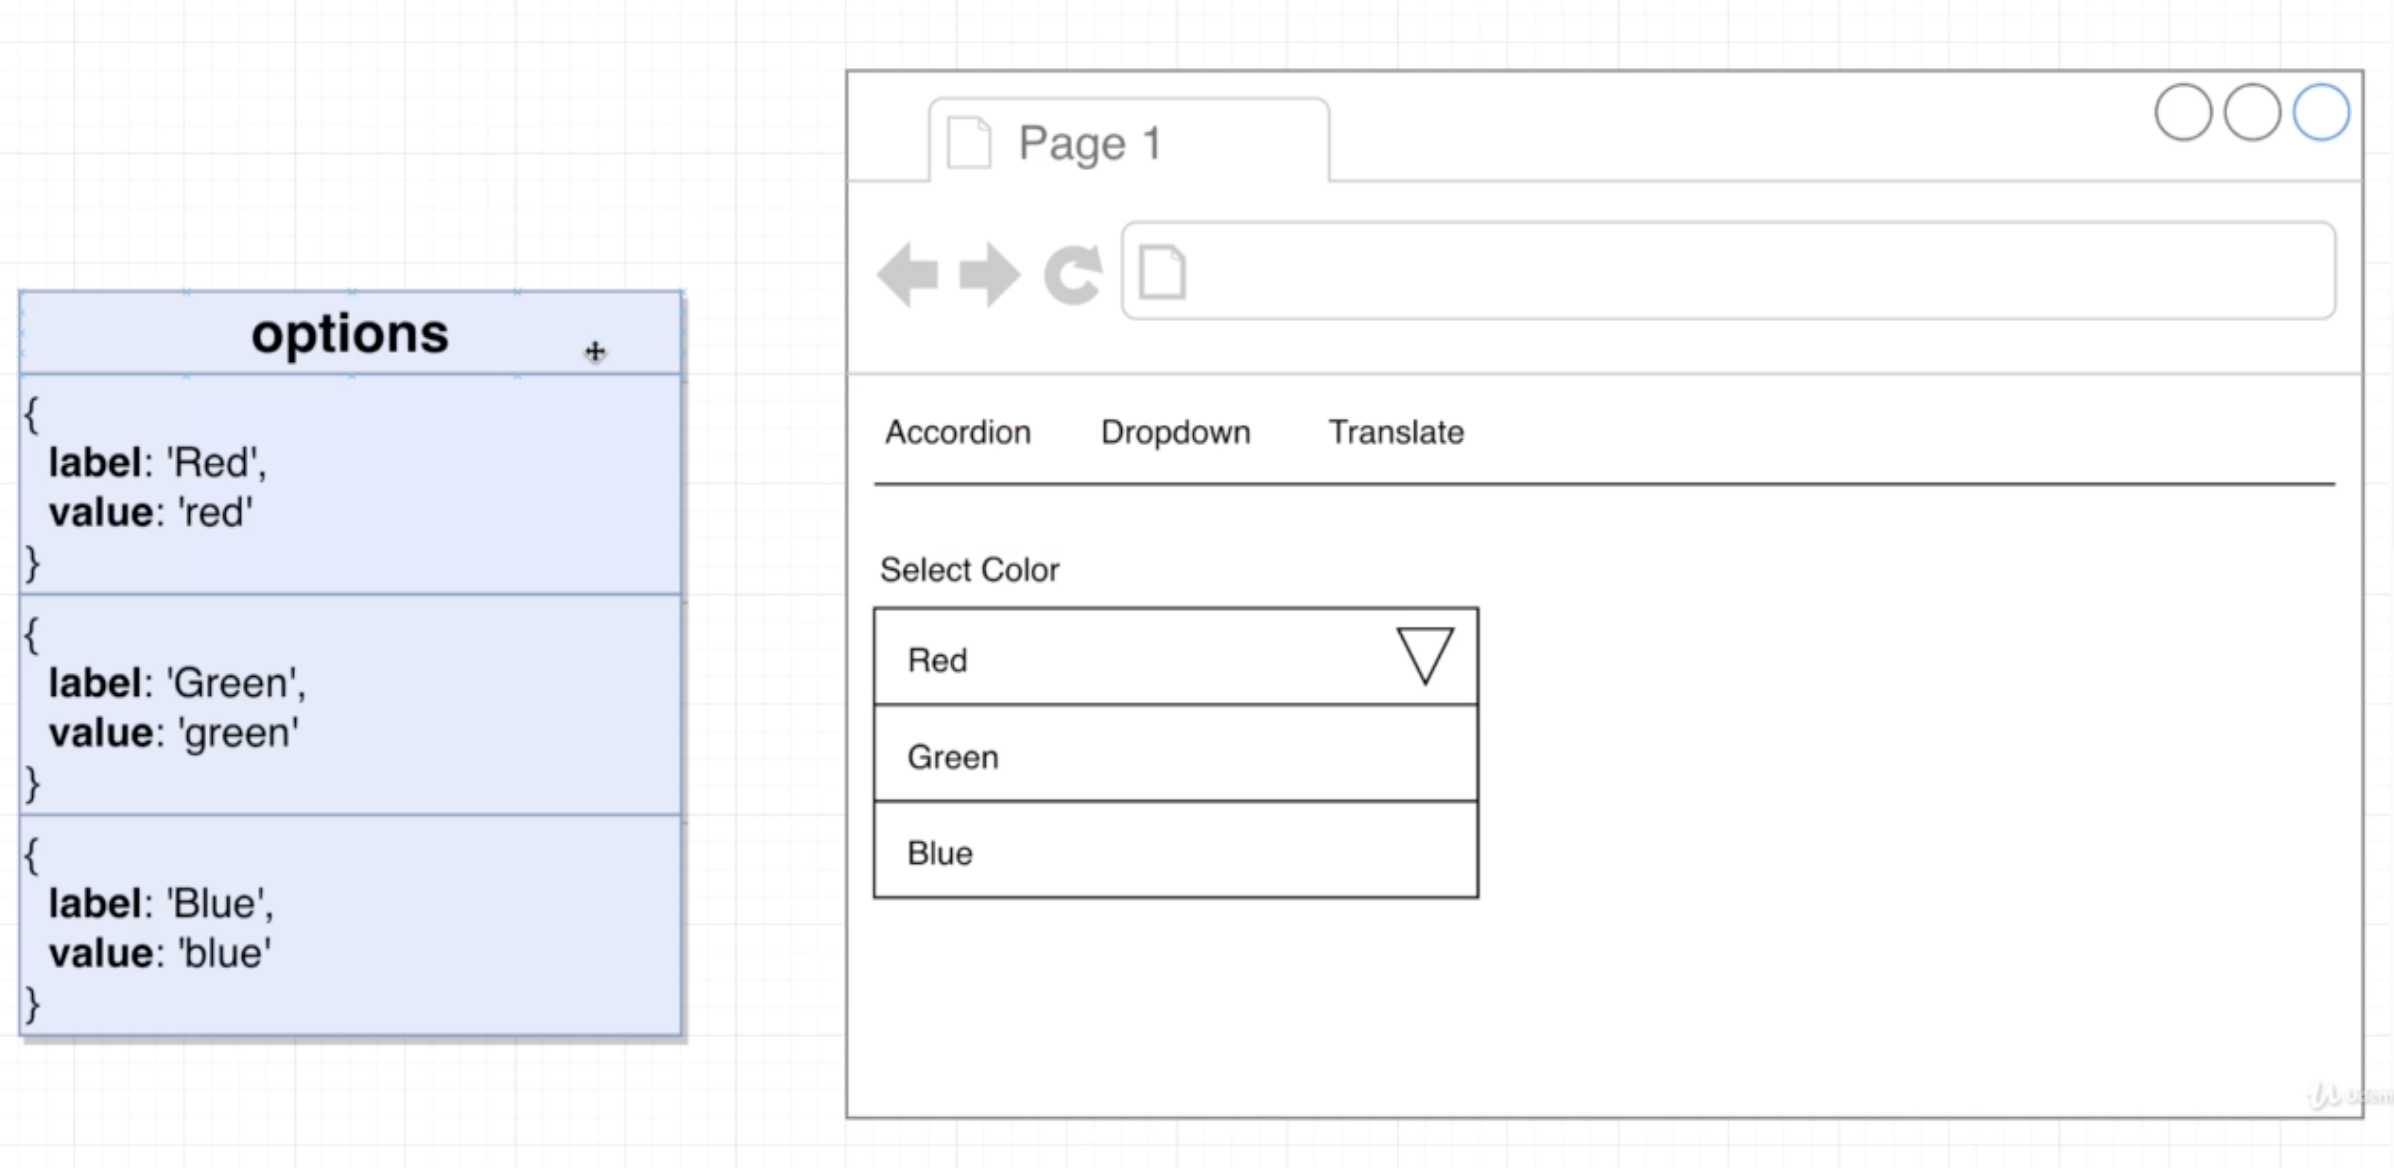 options
{
label: 'Red',
value: 'red'
}
{
label: 'Green',
value: 'green'
}
{
label: 'Blue',
value: 'blue'
}
Page 1
Accordion Dropdown Translate
Select Color
Red
Green
Blue